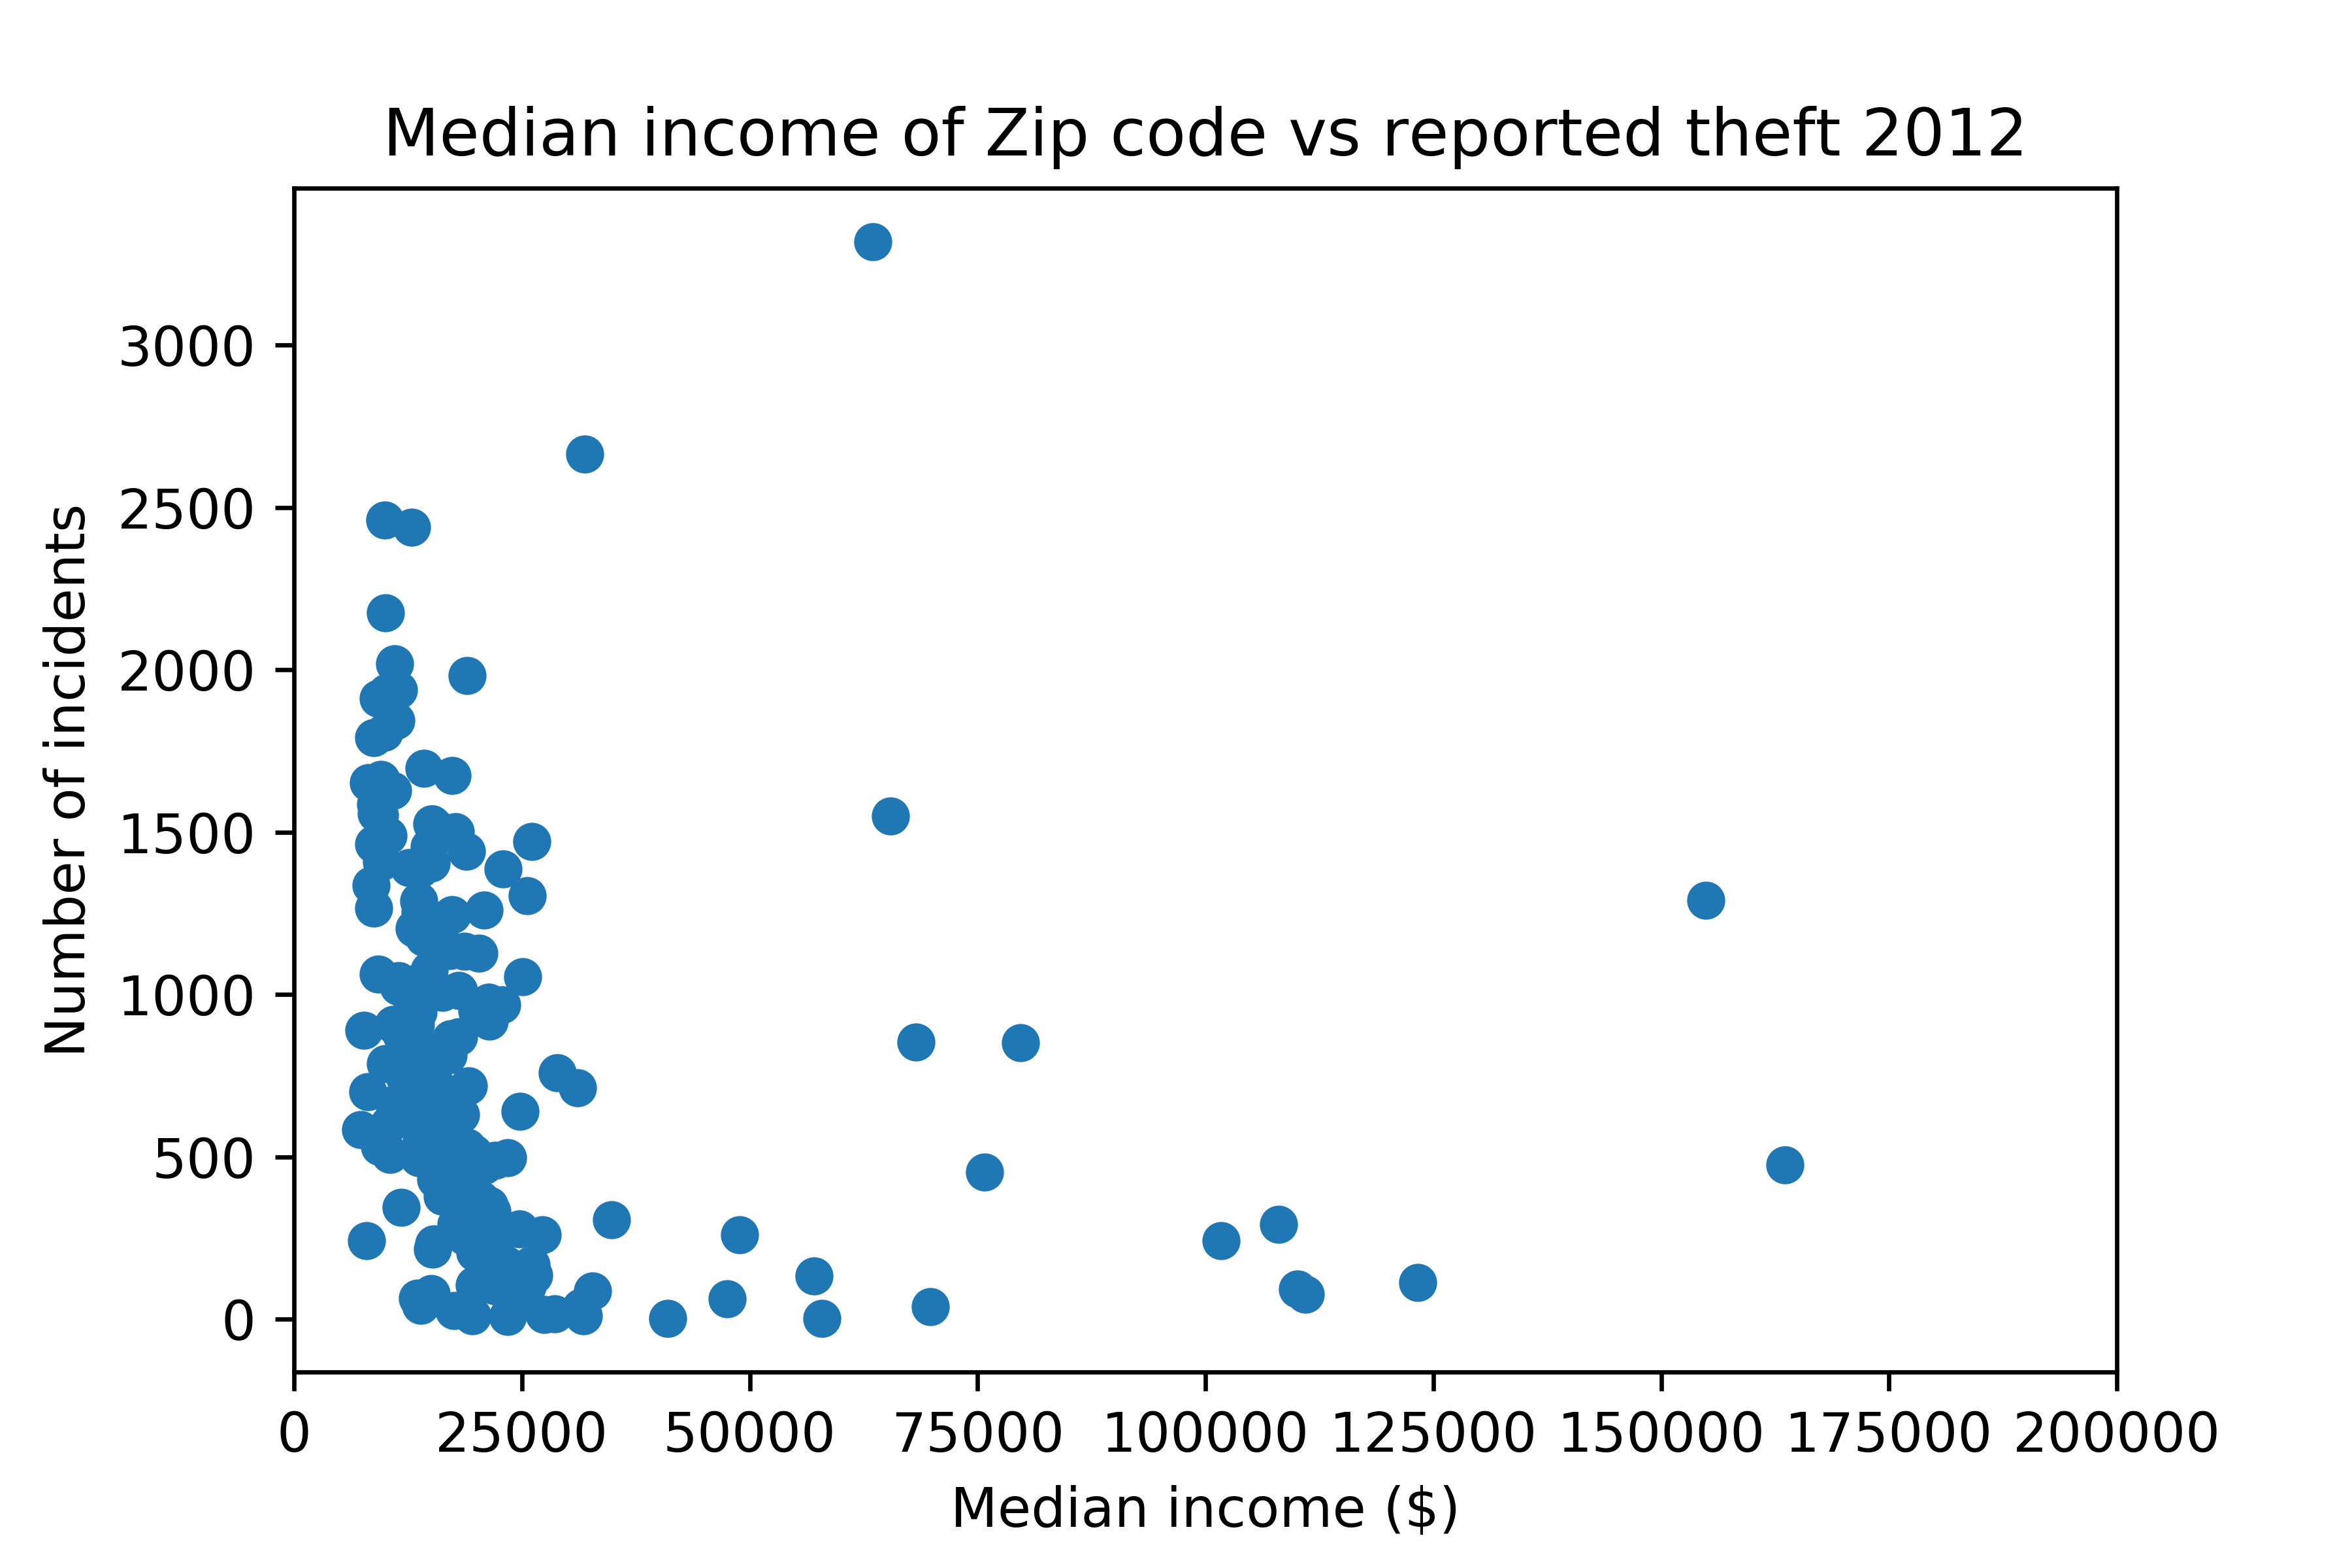 Median income of Zip code vs reported theft 2012
Number of incidents
3000
2500
2000
1500
1000
500
0
0 25000 50000 75000 100000 125000 150000 175000 200000
Median income ($)